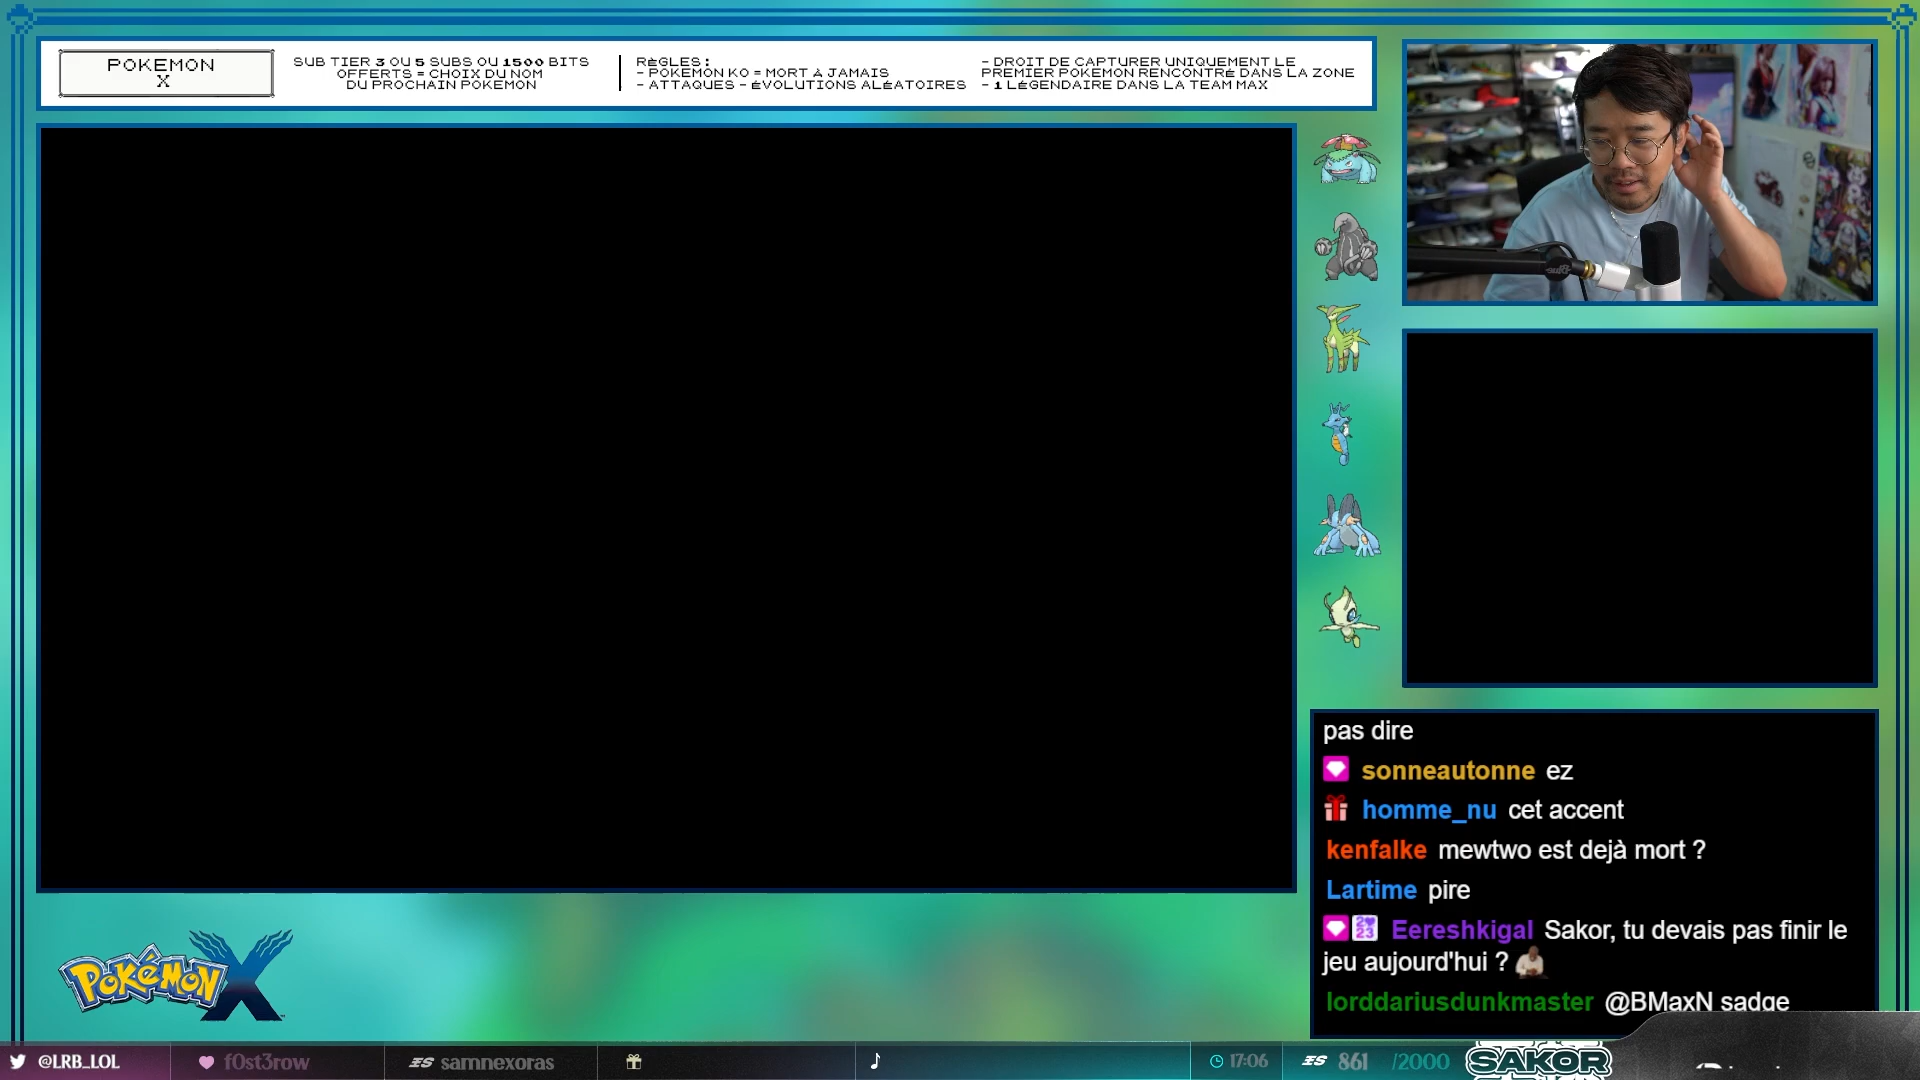 POKEMON
X
SUB TIER 3 OU 5 SUBS OU 1500 BITS
OFFERTS = CHOIX DU NOM
DU PROCHAIN POKEMON
RÈGLES :
- POKEMON KO = MORT À JAMAIS
- ATTAQUES - ÉVOLUTIONS ALÉATOIRES
- DROIT DE CAPTURER UNIQUEMENT LE
PREMIER POKEMON RENCONTRÉ DANS LA ZONE
- 1 LÉGENDAIRE DANS LA TEAM MAX
pas dire
sonneautonne ez
homme_nu cet accent
kenfalke mewtwo est dejà mort ?
Lartime pire
Eereshkigal Sakor, tu devais pas finir le
jeu aujourd'hui ?
lorddariusdunkmaster @BMaxN sadge
POKéMON X
@LRB_LOL
f0st3row
samnexoras
17:06
861 /2000
SAKOR